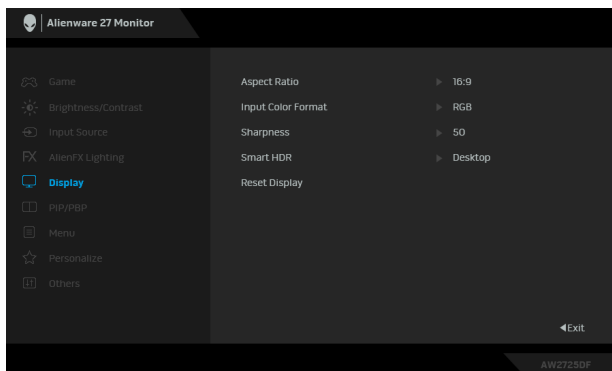 Alienware 27 Monitor
Game
Brightness/Contrast
Input Source
FX AlienFX Lighting
Display
PIP/PBP
Menu
Personalize
Others
Aspect Ratio 16:9
Input Color Format RGB
Sharpness 50
Smart HDR Desktop
Reset Display
Exit
AW2725DF